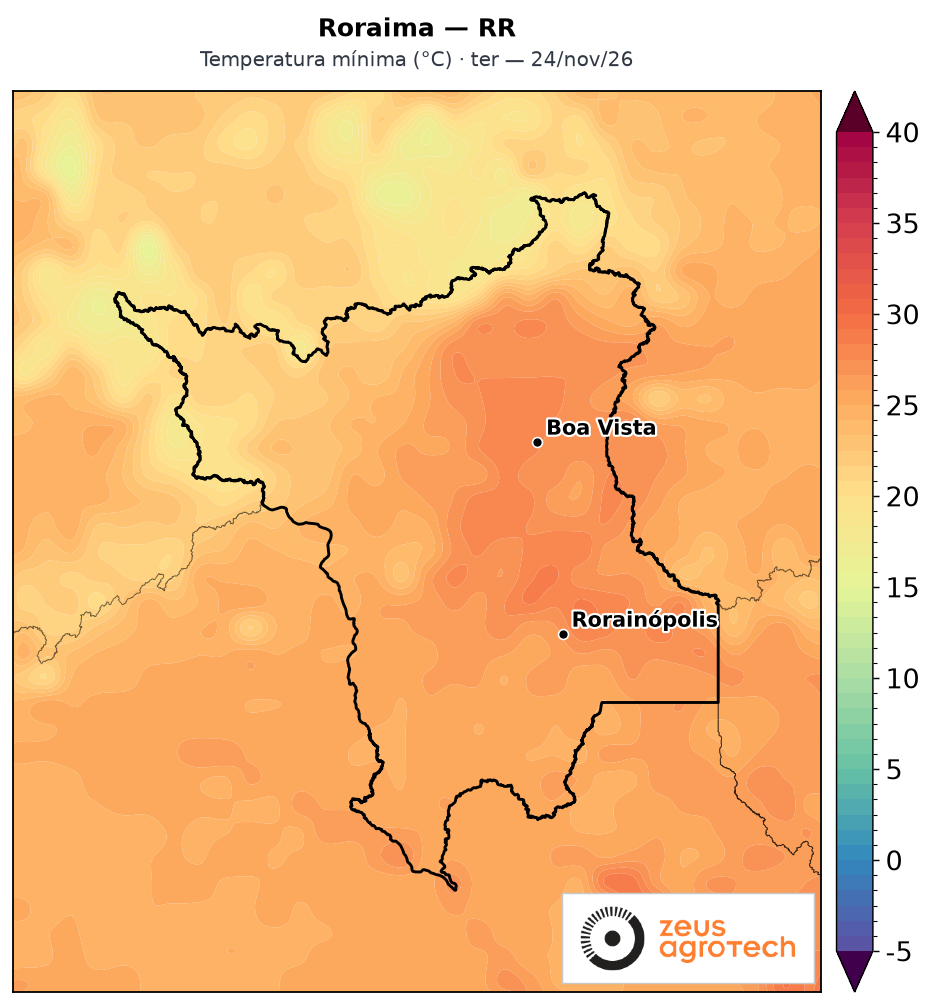 Roraima — RR
Temperatura mínima (°C) · ter — 24/nov/26
40
35
30
25
20
15
10
5
0
-5
Boa Vista
Rorainópolis
zeus
agrotech